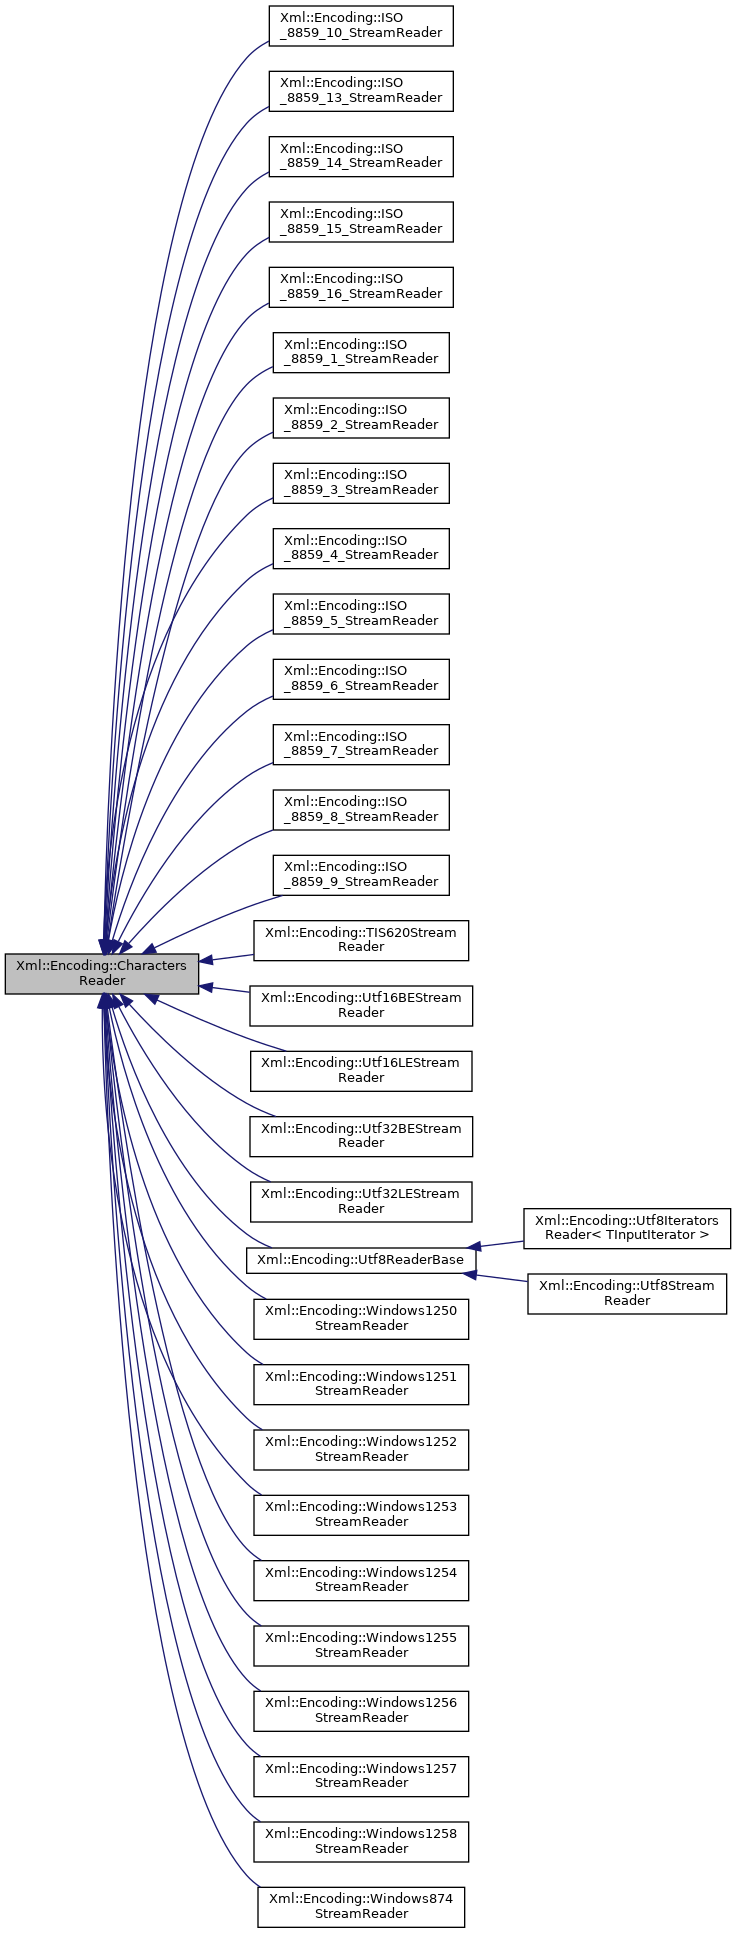 Xml::Encoding::ISO
_8859_10_StreamReader
Xml::Encoding::ISO
_8859_13_StreamReader
Xml::Encoding::ISO
_8859_14_StreamReader
Xml::Encoding::ISO
_8859_15_StreamReader
Xml::Encoding::ISO
_8859_16_StreamReader
Xml::Encoding::ISO
_8859_1_StreamReader
Xml::Encoding::ISO
_8859_2_StreamReader
Xml::Encoding::ISO
_8859_3_StreamReader
Xml::Encoding::ISO
_8859_4_StreamReader
Xml::Encoding::ISO
_8859_5_StreamReader
Xml::Encoding::ISO
_8859_6_StreamReader
Xml::Encoding::ISO
_8859_7_StreamReader
Xml::Encoding::ISO
_8859_8_StreamReader
Xml::Encoding::ISO
_8859_9_StreamReader
Xml::Encoding::TIS620Stream
Reader
Xml::Encoding::Characters
Reader
Xml::Encoding::Utf16BEStream
Reader
Xml::Encoding::Utf16LEStream
Reader
Xml::Encoding::Utf32BEStream
Reader
Xml::Encoding::Utf32LEStream
Reader
Xml::Encoding::Utf8ReaderBase
Xml::Encoding::Utf8Iterators
Reader< TInputIterator >
Xml::Encoding::Utf8Stream
Reader
Xml::Encoding::Windows1250
StreamReader
Xml::Encoding::Windows1251
StreamReader
Xml::Encoding::Windows1252
StreamReader
Xml::Encoding::Windows1253
StreamReader
Xml::Encoding::Windows1254
StreamReader
Xml::Encoding::Windows1255
StreamReader
Xml::Encoding::Windows1256
StreamReader
Xml::Encoding::Windows1257
StreamReader
Xml::Encoding::Windows1258
StreamReader
Xml::Encoding::Windows874
StreamReader